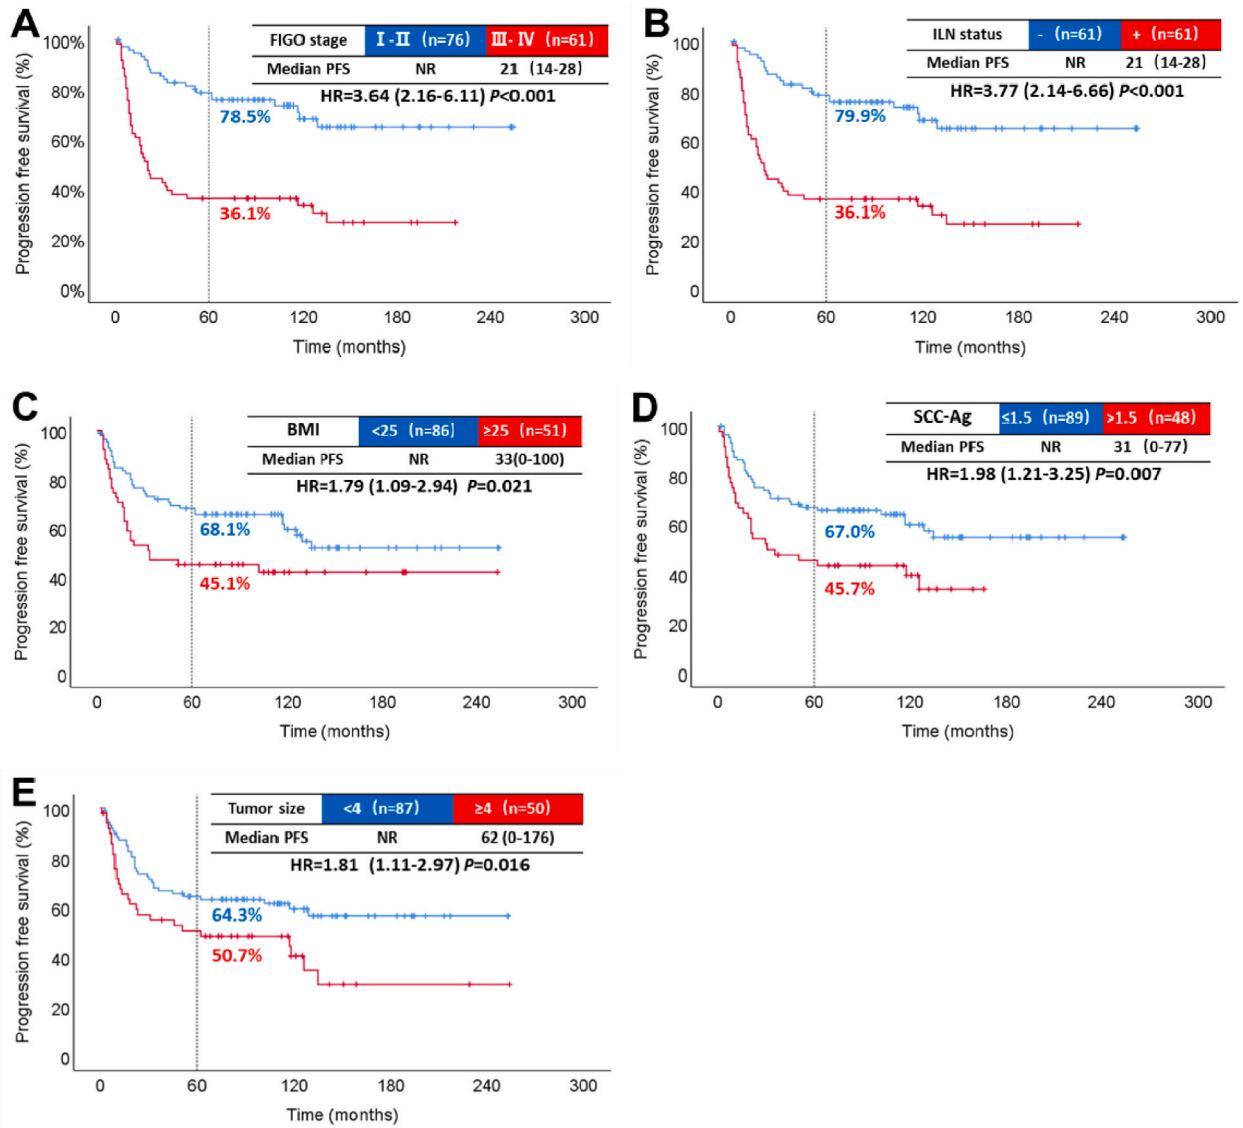 A
FIGO stage I-II (n=76) III-IV (n=61)
Median PFS NR 21 (14-28)
HR=3.64 (2.16-6.11) P<0.001
Progression free survival (%)
100%
80%
60%
40%
20%
0%
78.5%
36.1%
0 60 120 180 240 300
Time (months)
B
ILN status - (n=61) + (n=61)
Median PFS NR 21 (14-28)
HR=3.77 (2.14-6.66) P<0.001
Progression free survival (%)
100
80
60
40
20
0
79.9%
36.1%
0 60 120 180 240 300
Time (months)
C
BMI <25 (n=86) ≥25 (n=51)
Median PFS NR 33(0-100)
HR=1.79 (1.09-2.94) P=0.021
Progression free survival (%)
100
80
60
40
20
0
68.1%
45.1%
0 60 120 180 240 300
Time (months)
D
SCC-Ag ≤1.5 (n=89) >1.5 (n=48)
Median PFS NR 31 (0-77)
HR=1.98 (1.21-3.25) P=0.007
Progression free survival (%)
100
80
60
40
20
0
67.0%
45.7%
0 60 120 180 240 300
Time (months)
E
Tumor size <4 (n=87) ≥4 (n=50)
Median PFS NR 62 (0-176)
HR=1.81 (1.11-2.97) P=0.016
Progression free survival (%)
100
80
60
40
20
0
64.3%
50.7%
0 60 120 180 240 300
Time (months)